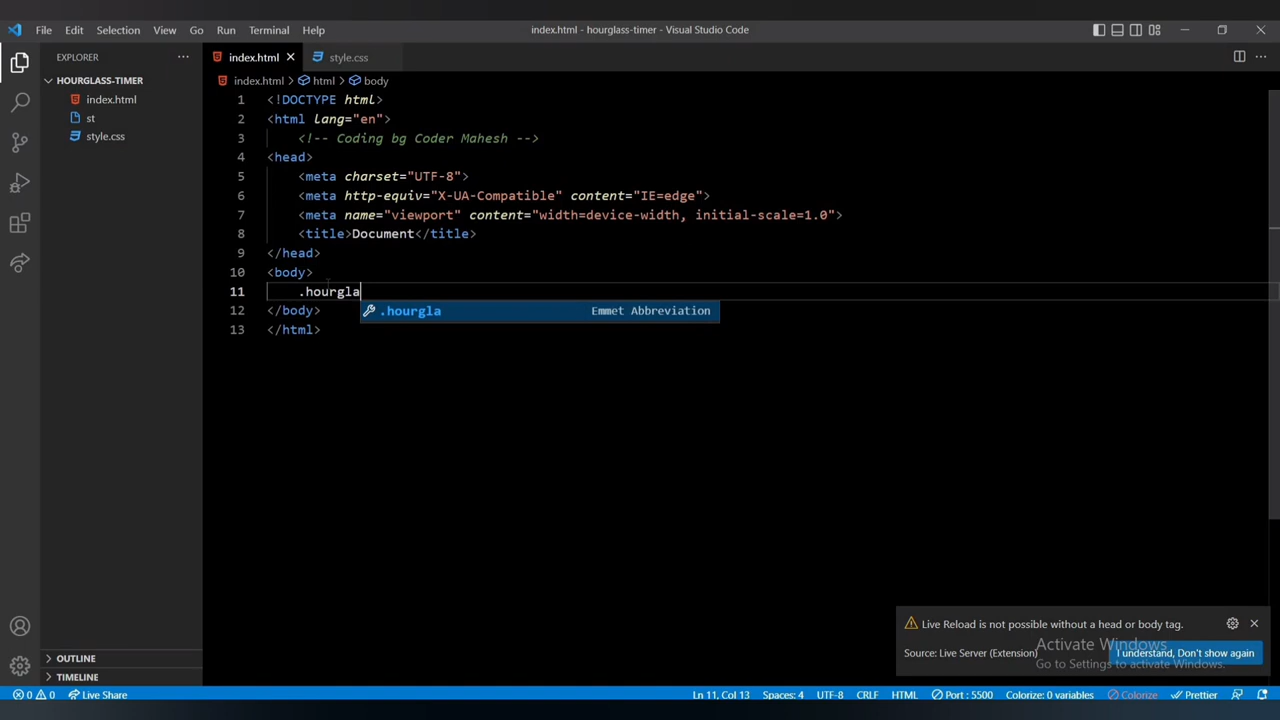 File Edit Selection View Go Run Terminal Help
index.html - hourglass-timer - Visual Studio Code
EXPLORER ···
HOURGLASS-TIMER
index.html
st
style.css
OUTLINE
TIMELINE
index.html style.css
index.html > html > body
1 <!DOCTYPE html>
2 <html lang="en">
3 <!-- Coding bg Coder Mahesh -->
4 <head>
5 <meta charset="UTF-8">
6 <meta http-equiv="X-UA-Compatible" content="IE=edge">
7 <meta name="viewport" content="width=device-width, initial-scale=1.0">
8 <title>Document</title>
9 </head>
10 <body>
11 .hourgla
.hourgla Emmet Abbreviation
12 </body>
13 </html>
Live Reload is not possible without a head or body tag.
Source: Live Server (Extension) I understand, Don't show again
Activate Windows
Go to Settings to activate Windows.
0 0 Live Share Ln 11, Col 13 Spaces: 4 UTF-8 CRLF HTML Port : 5500 Colorize: 0 variables Colorize Prettier